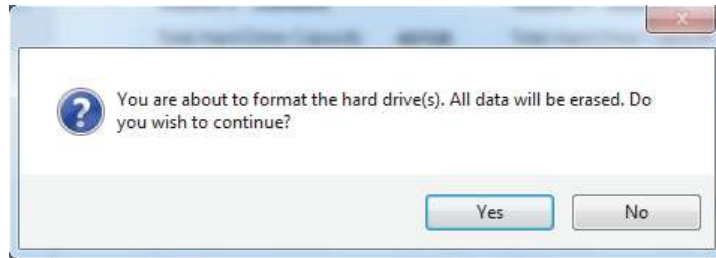 You are about to format the hard drive(s). All data will be erased. Do
you wish to continue?
Yes
No